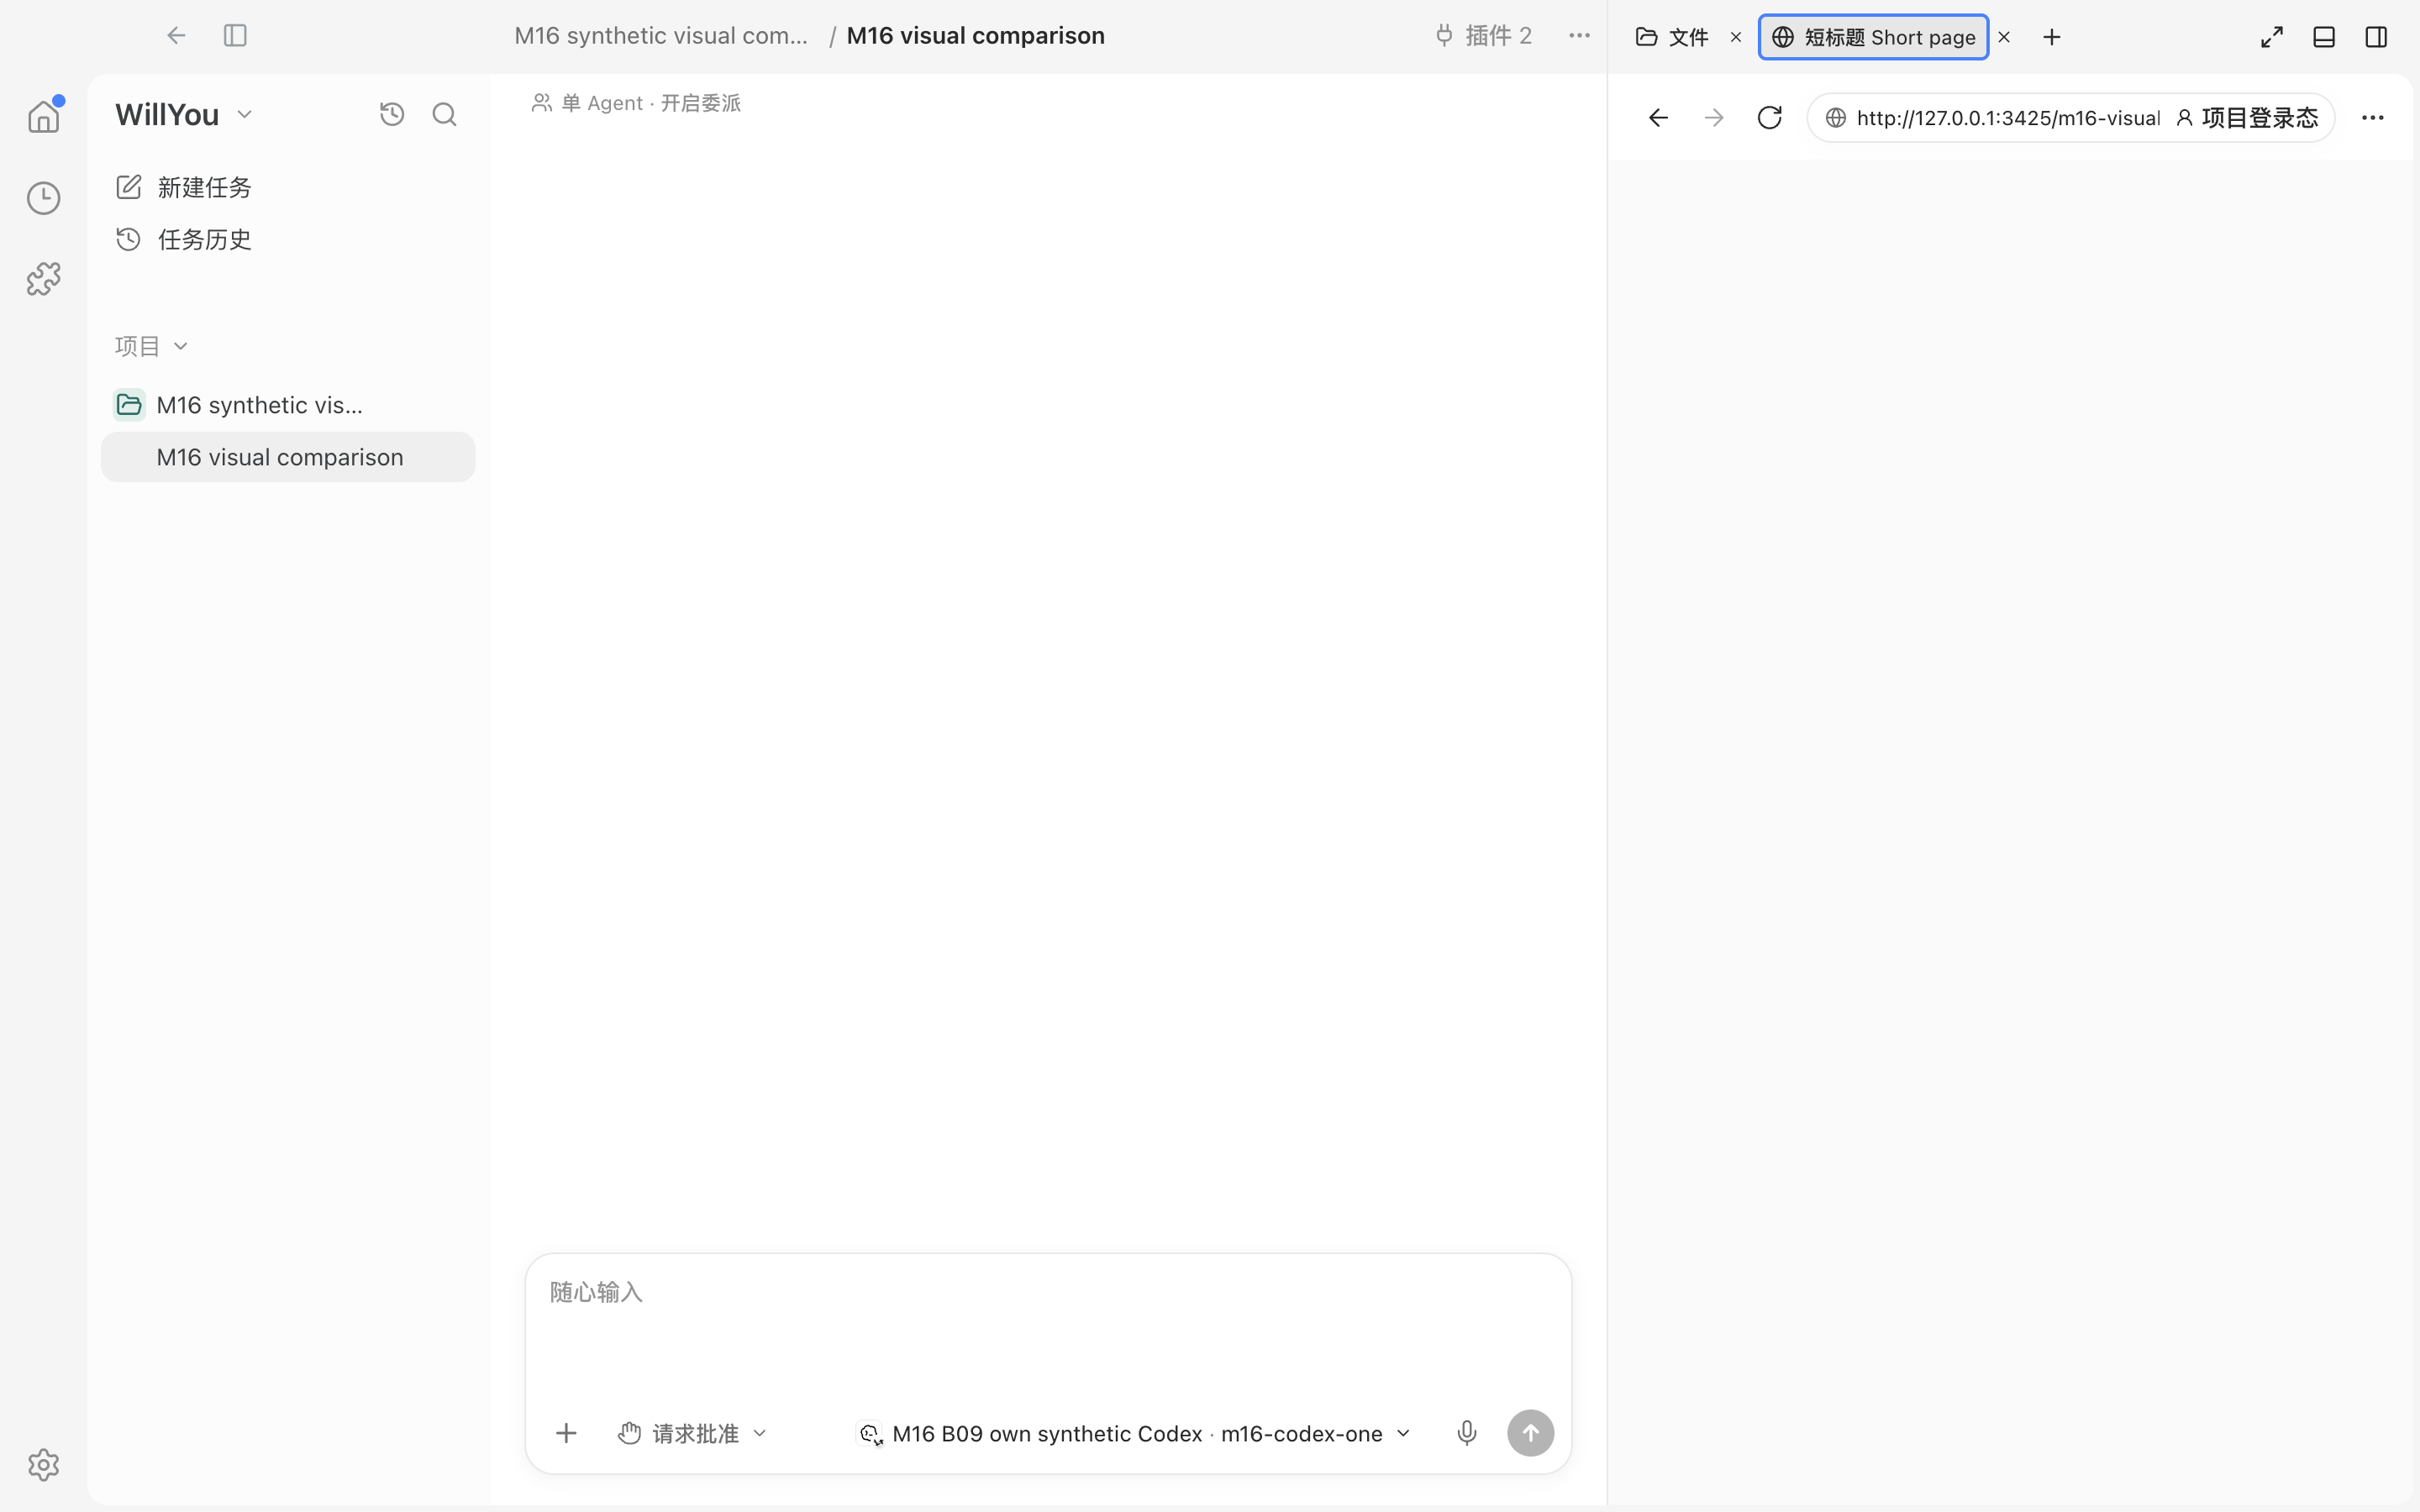 M16 synthetic visual com... / M16 visual comparison
插件 2
文件
短标题 Short page
WillYou
单 Agent · 开启委派
http://127.0.0.1:3425/m16-visual
项目登录态
新建任务
任务历史
项目
M16 synthetic vis...
M16 visual comparison
随心输入
请求批准
M16 B09 own synthetic Codex · m16-codex-one